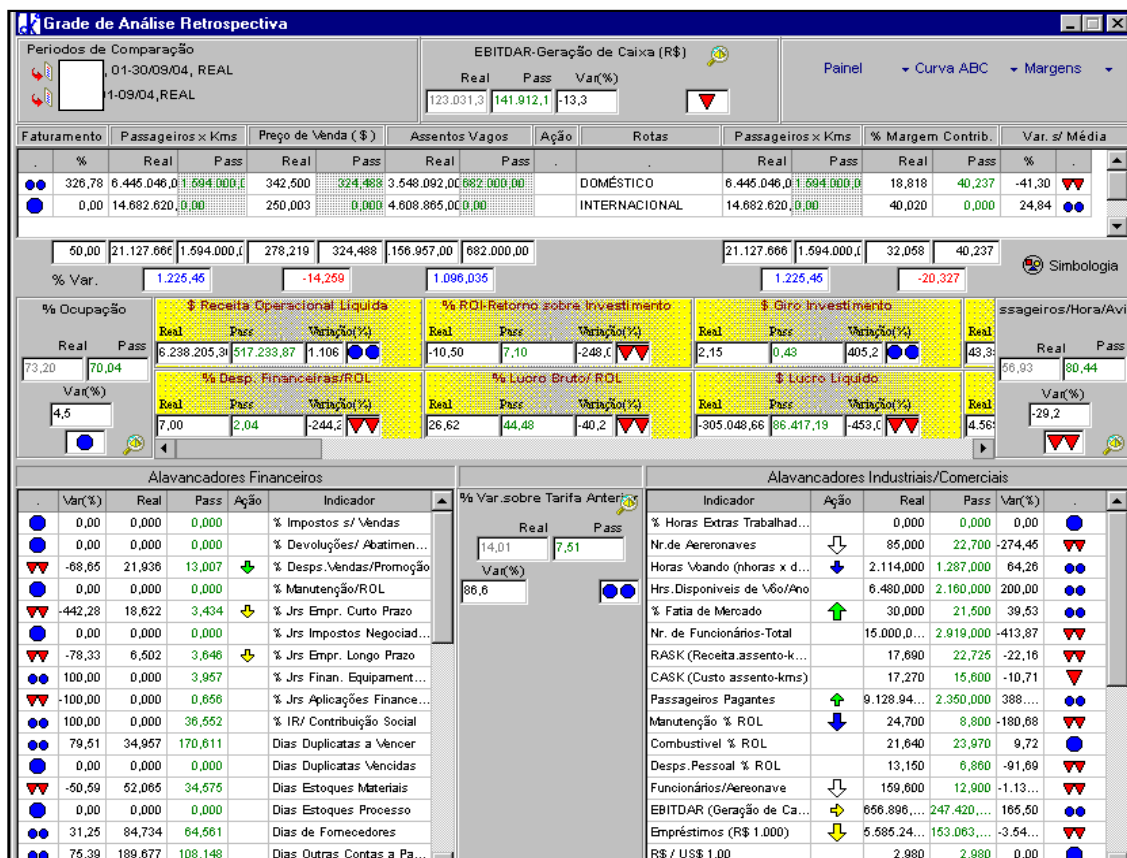 Grade de Análise Retrospectiva
Periodos de Comparação
, 01-30/09/04, REAL
1-09/04,REAL
EBITDAR-Geração de Caixa (R$)
Real Pass Var(%)
123.031,3 141.912,1 -13,3
Painel Curva ABC Margens
Faturamento Passageiros x Kms Preço de Venda ( $ ) Assentos Vagos Ação Rotas Passageiros x Kms % Margem Contrib. Var. s/ Média
. % Real Pass Real Pass Real Pass . . Real Pass Real Pass % .
326,78 6.445.046,0 1.594.000,0 342,500 324,488 3.548.092,00 682.000,00 DOMÉSTICO 6.445.046,0 1.594.000,0 18,818 40,237 -41,30
0,00 14.682.620, 0,00 250,003 0,000 4.608.865,00 0,00 INTERNACIONAL 14.682.620, 0,00 40,020 0,000 24,84
50,00 21.127.666 1.594.000,( 278,219 324,488 .156.957,00 682.000,00 21.127.666 1.594.000,0 32,058 40,237
Simbologia
% Var. 1.225,45 -14,259 1.096,035 1.225,45 -20,327
% Ocupação
Real Pass
73,20 70,04
Var(%)
4,5
$ Receita Operacional Líquida
Real Pass Variação(%)
6.238.205,3 517.233,87 1.106
% ROI-Retorno sobre Investimento
Real Pass Variação(%)
-10,50 7,10 -248,(
$ Giro Investimento
Real Pass Variação(%)
2,15 0,43 405,2
Real
43,3
% Desp. Financeiras/ROL
Real Pass Variação(%)
7,00 2,04 -244,2
% Lucro Bruto/ ROL
Real Pass Variação(%)
26,62 44,48 -40,2
$ Lucro Líquido
Real Pass Variação(%)
-305.048,66 86.417,19 -453,(
Real
4.56
ssageiros/Hora/Avi
Real Pass
56,93 80,44
Var(%)
-29,2
Alavancadores Financeiros
. Var(%) Real Pass Ação Indicador
0,00 0,000 0,000 % Impostos s/ Vendas
0,00 0,000 0,000 % Devoluções/ Abatimen...
-68,65 21,936 13,007 % Desps.Vendas/Promoção
0,00 0,000 0,000 % Manutenção/ROL
-442,28 18,622 3,434 % Jrs Empr. Curto Prazo
0,00 0,000 0,000 % Jrs Impostos Negociad...
-78,33 6,502 3,646 % Jrs Empr. Longo Prazo
100,00 0,000 3,957 % Jrs Finan. Equipament...
-100,00 0,000 0,656 % Jrs Aplicações Finance...
100,00 0,000 36,552 % IR/ Contribuição Social
79,51 34,957 170,611 Dias Duplicatas a Vencer
0,00 0,000 0,000 Dias Duplicatas Vencidas
-50,59 52,065 34,575 Dias Estoques Materiais
0,00 0,000 0,000 Dias Estoques Processo
31,25 84,734 64,561 Dias de Fornecedores
75,39 189,677 108,148 Dias Outras Contas a Pa...
% Var.sobre Tarifa Anterior
Real Pass
14,01 7,51
Var(%)
86,6
Alavancadores Industriais/Comerciais
Indicador Ação Real Pass Var(%) .
% Horas Extras Trabalhad... 0,000 0,000 0,00
Nr.de Aereronaves 85,000 22,700 -274,45
Horas Voando (nhoras x d... 2.114,000 1.287,000 64,26
Hrs.Disponiveis de Vôo/Ano 6.480,000 2.160,000 200,00
% Fatia de Mercado 30,000 21,500 39,53
Nr. de Funcionários-Total 15.000,0... 2.919,000 -413,87
RASK (Receita.assento-k... 17,690 22,725 -22,16
CASK (Custo assento-kms) 17,270 15,600 -10,71
Passageiros Pagantes 9.128.94... 2.350,000 388....
Manutenção % ROL 24,700 8,800 -180,68
Combustivel % ROL 21,640 23,970 9,72
Desps.Pessoal % ROL 13,150 6,860 -91,69
Funcionários/Aereonave 159,600 12,900 -1.13...
EBITDAR (Geração de Ca... 656.896,... 247.420,... 165,50
Empréstimos (R$ 1.000) 5.585.24... 153.063,... -3.54...
R$ / US$ 1.00 2,980 2,980 0,00